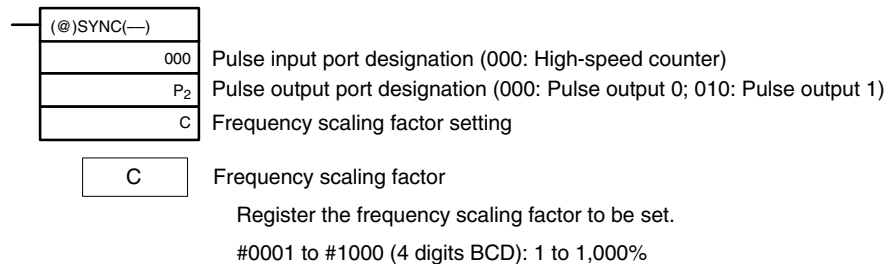 (@)SYNC(––)
000 Pulse input port designation (000: High-speed counter)
P2 Pulse output port designation (000: Pulse output 0; 010: Pulse output 1)
C Frequency scaling factor setting
C Frequency scaling factor
Register the frequency scaling factor to be set.
#0001 to #1000 (4 digits BCD): 1 to 1,000%